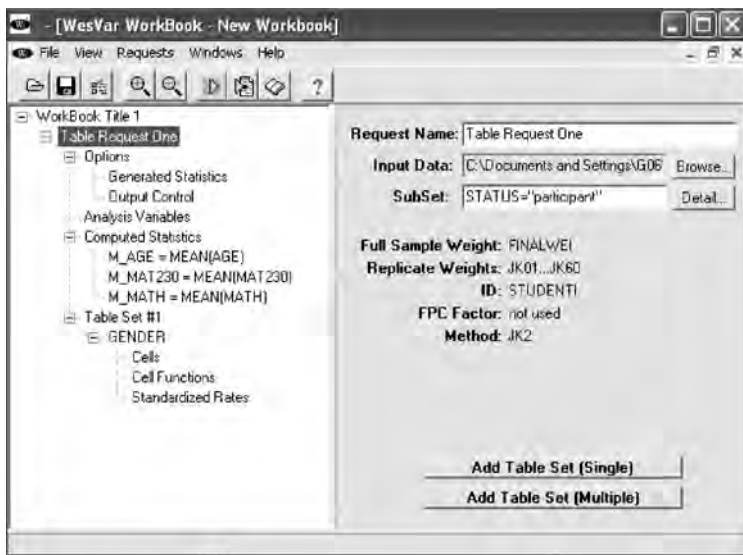 - [WesVar WorkBook - New Workbook]
File View Requests Windows Help
WorkBook Title 1
Table Request One
Options
Generated Statistics
Output Control
Analysis Variables
Computed Statistics
M_AGE = MEAN(AGE)
M_MAT230 = MEAN(MAT230)
M_MATH = MEAN(MATH)
Table Set #1
GENDER
Cells
Cell Functions
Standardized Rates
Request Name: Table Request One
Input Data: C:\Documents and Settings\G06 Browse...
SubSet: STATUS="participant" Detail...
Full Sample Weight: FINALWEI
Replicate Weights: JK01...JK60
ID: STUDENTI
FPC Factor: not used
Method: JK2
Add Table Set (Single)
Add Table Set (Multiple)